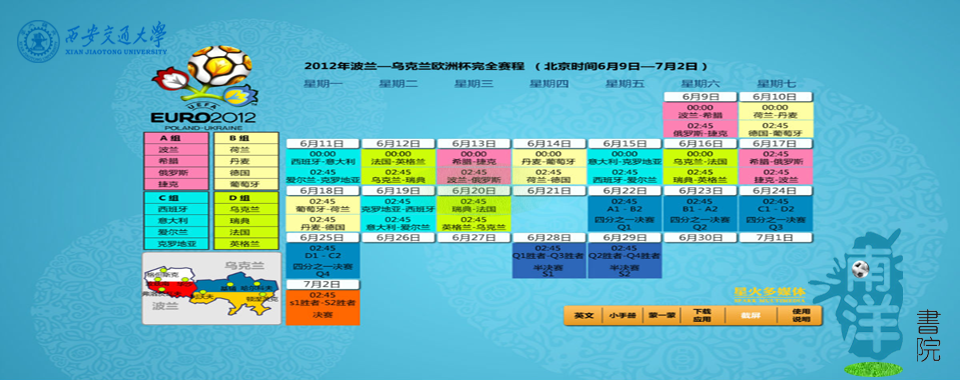 西安交通大学
XIAN JIAOTONG UNIVERSITY
UEFA
EURO2012
POLAND-UKRAINE
2012年波兰—乌克兰欧洲杯完全赛程 （北京时间6月9日—7月2日）
星期一 星期二 星期三 星期四 星期五 星期六 星期七
6月9日 6月10日
00:00 00:00
波兰-希腊 荷兰-丹麦
02:45 02:45
俄罗斯-捷克 德国-葡萄牙
A 组 B 组
波兰 荷兰
希腊 丹麦
俄罗斯 德国
捷克 葡萄牙
C 组 D 组
西班牙 乌克兰
意大利 瑞典
爱尔兰 法国
克罗地亚 英格兰
6月11日 6月12日 6月13日 6月14日 6月15日 6月16日 6月17日
00:00 00:00 00:00 00:00 00:00 00:00 02:45
西班牙-意大利 法国-英格兰 希腊-捷克 丹麦-葡萄牙 意大利-克罗地亚 乌克兰-法国 希腊-俄罗斯
02:45 02:45 02:45 02:45 02:45 02:45 02:45
爱尔兰-克罗地亚 乌克兰-瑞典 波兰-俄罗斯 荷兰-德国 西班牙-爱尔兰 瑞典-英格兰 捷克-波兰
6月18日 6月19日 6月20日 6月21日 6月22日 6月23日 6月24日
02:45 02:45 02:45 02:45 02:45 02:45
葡萄牙-荷兰 克罗地亚-西班牙 瑞典-法国 A1 - B2 B1 - A2 C1 - D2
02:45 02:45 02:45 四分之一决赛 四分之一决赛 四分之一决赛
丹麦-德国 意大利-爱尔兰 英格兰-乌克兰 Q1 Q2 Q3
6月25日 6月26日 6月27日 6月28日 6月29日 6月30日 7月1日
02:45 02:45 02:45
D1 - C2 Q1胜者-Q3胜者 Q2胜者-Q4胜者
四分之一决赛 半决赛 半决赛
Q4 S1 S2
7月2日
02:45
s1胜者-S2胜者
决赛
乌克兰
波兰
星火多媒体
英文 小手册 蒙一蒙 下载应用 截屏 使用说明
南洋
書院